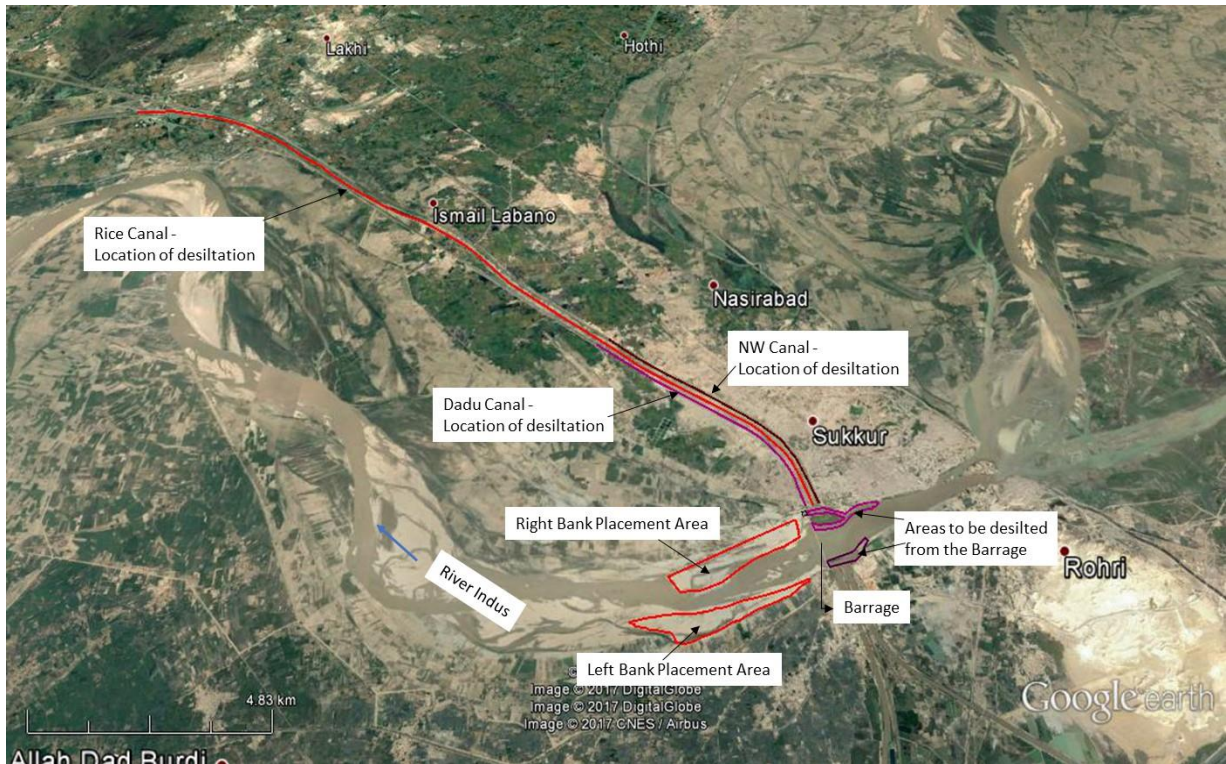 Lakhi
Hothi
Rice Canal -
Location of desiltation
Ismail Labano
Nasirabad
NW Canal -
Location of desiltation
Dadu Canal -
Location of desiltation
Sukkur
Right Bank Placement Area
Areas to be desilted
from the Barrage
Rohri
River Indus
Barrage
Left Bank Placement Area
Image © 2017 DigitalGlobe
Image © 2017 DigitalGlobe
Image © 2017 CNES / Airbus
4.83 km
Google earth
Allah Dad Burdi